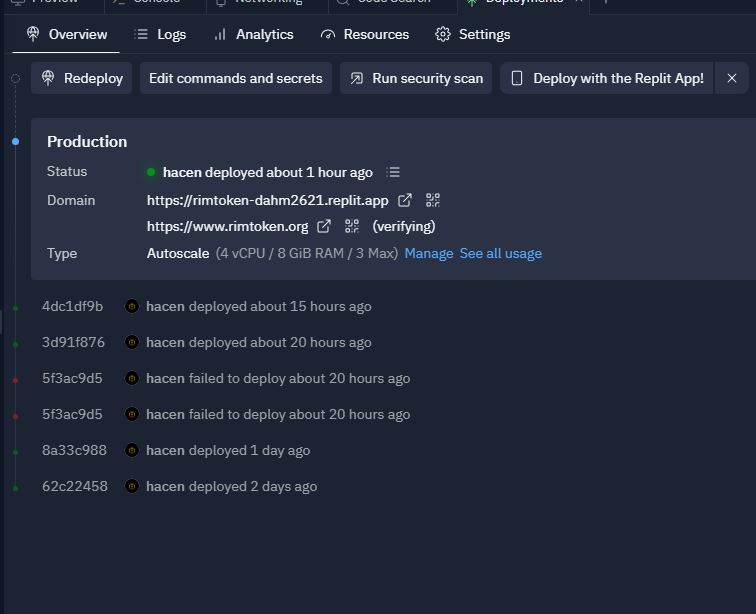 Preview Console Networking Code Search Deployments
Overview Logs Analytics Resources Settings
Redeploy Edit commands and secrets Run security scan Deploy with the Replit App!
Production
Status hacen deployed about 1 hour ago
Domain https://rimtoken-dahm2621.replit.app
https://www.rimtoken.org (verifying)
Type Autoscale (4 vCPU / 8 GiB RAM / 3 Max) Manage See all usage
4dc1df9b hacen deployed about 15 hours ago
3d91f876 hacen deployed about 20 hours ago
5f3ac9d5 hacen failed to deploy about 20 hours ago
5f3ac9d5 hacen failed to deploy about 20 hours ago
8a33c988 hacen deployed 1 day ago
62c22458 hacen deployed 2 days ago